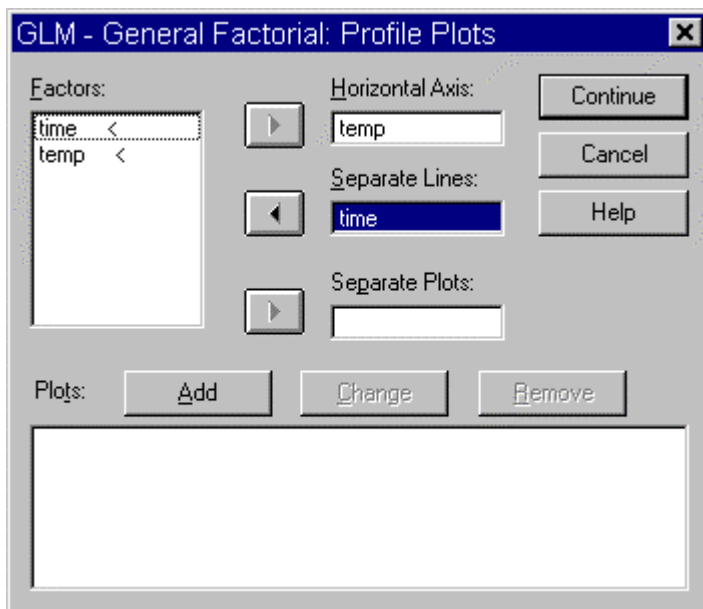 GLM - General Factorial: Profile Plots
Factors:
time <
temp <
Horizontal Axis:
temp
Separate Lines:
time
Separate Plots:
Continue
Cancel
Help
Plots:
Add
Change
Remove